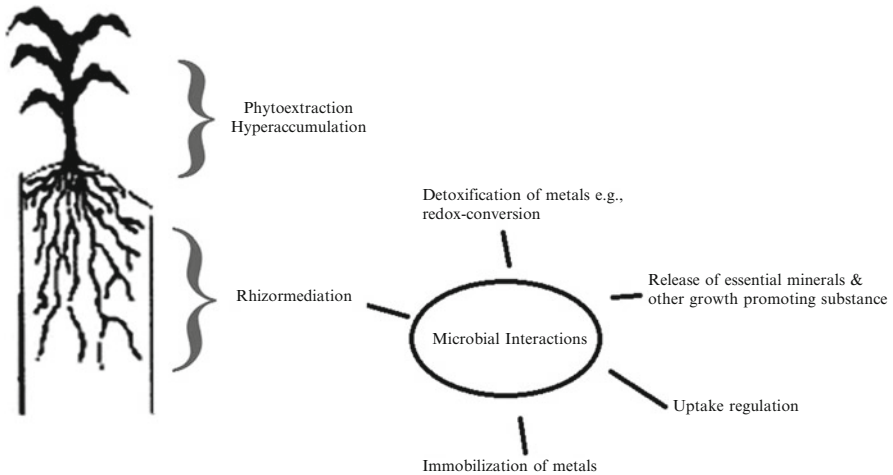 Phytoextraction
Hyperaccumulation
Detoxification of metals e.g.,
redox-conversion
Release of essential minerals &
other growth promoting substance
Rhizormediation
Microbial Interactions
Uptake regulation
Immobilization of metals